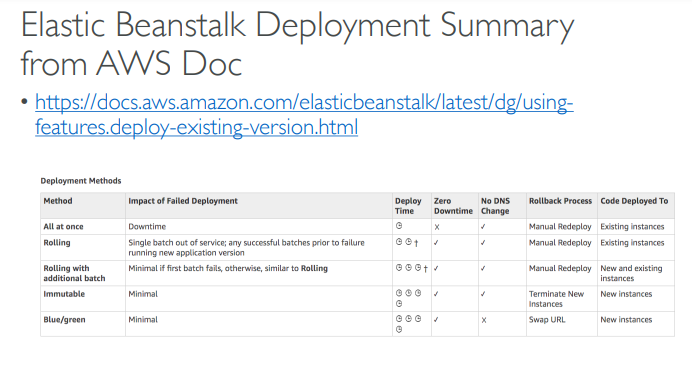 Elastic Beanstalk Deployment Summary
from AWS Doc
• https://docs.aws.amazon.com/elasticbeanstalk/latest/dg/using-
features.deploy-existing-version.html
Deployment Methods
Method Impact of Failed Deployment Deploy Time Zero Downtime No DNS Change Rollback Process Code Deployed To
All at once Downtime X ✓ Manual Redeploy Existing instances
Rolling Single batch out of service; any successful batches prior to failure running new application version † ✓ ✓ Manual Redeploy Existing instances
Rolling with additional batch Minimal if first batch fails, otherwise, similar to Rolling † ✓ ✓ Manual Redeploy New and existing instances
Immutable Minimal ✓ ✓ Terminate New Instances New instances
Blue/green Minimal ✓ X Swap URL New instances